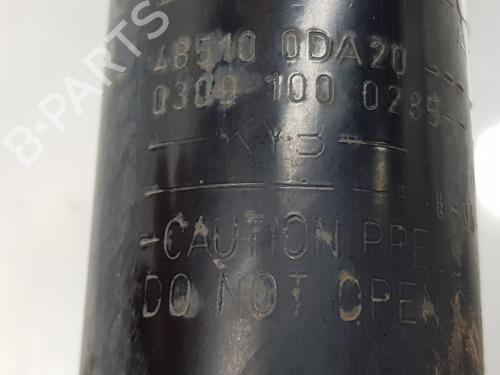 48510 0DA20
0300 100 0285
KYB
-CAUTION PRES
DO NOT OPEN
B-PARTS